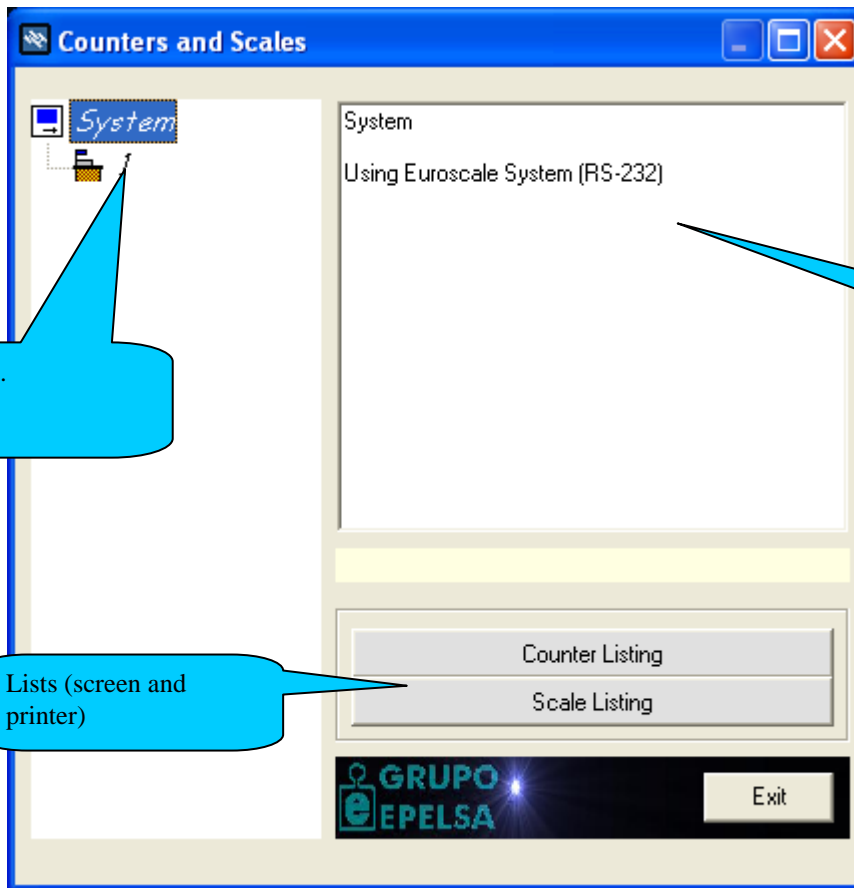 Counters and Scales
System
1
System
Using Euroscale System (RS-232)
.
Lists (screen and
printer)
Counter Listing
Scale Listing
GRUPO
e EPELSA
Exit